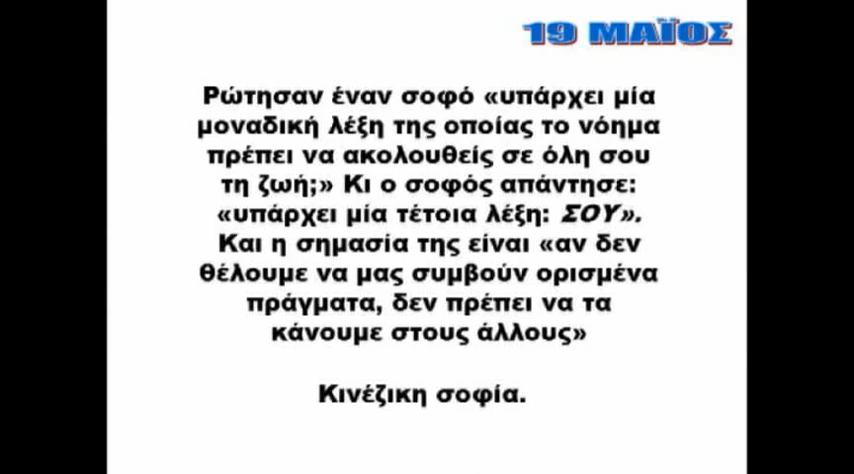 19 ΜΑΪΟΣ
Ρώτησαν έναν σοφό «υπάρχει μία
μοναδική λέξη της οποίας το νόημα
πρέπει να ακολουθείς σε όλη σου
τη ζωή;» Κι ο σοφός απάντησε:
«υπάρχει μία τέτοια λέξη: ΣΟΥ».
Και η σημασία της είναι «αν δεν
θέλουμε να μας συμβούν ορισμένα
πράγματα, δεν πρέπει να τα
κάνουμε στους άλλους»
Κινέζικη σοφία.